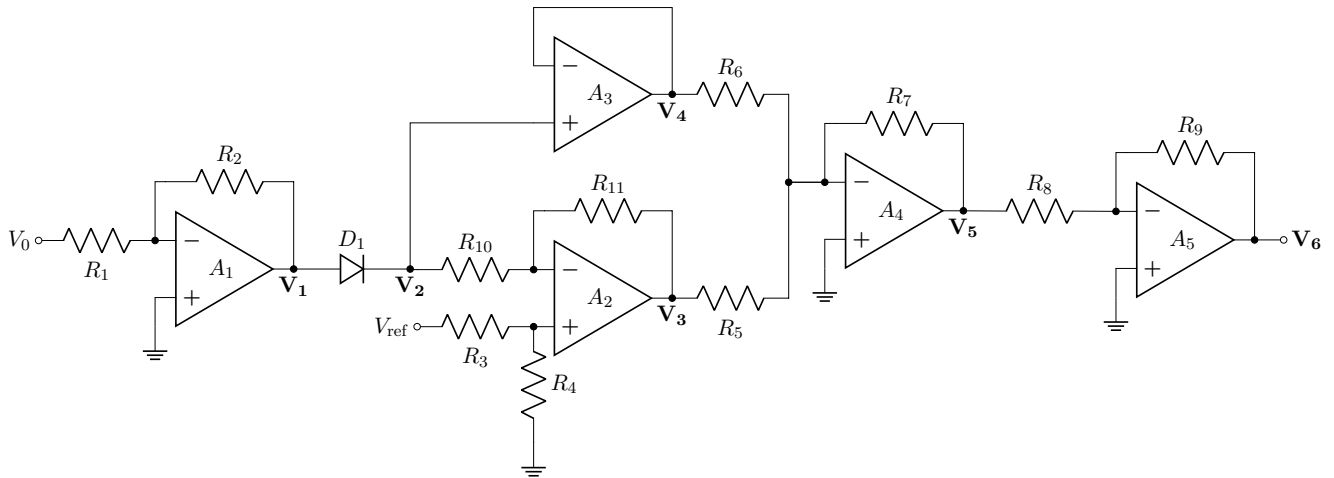 R6
A3
V4
R7
R9
R2
R11
V0
R1
A1
V1
D1
V2
R10
A2
V3
R5
A4
V5
R8
A5
V6
Vref
R3
R4
−
+
−
+
−
+
−
+
−
+